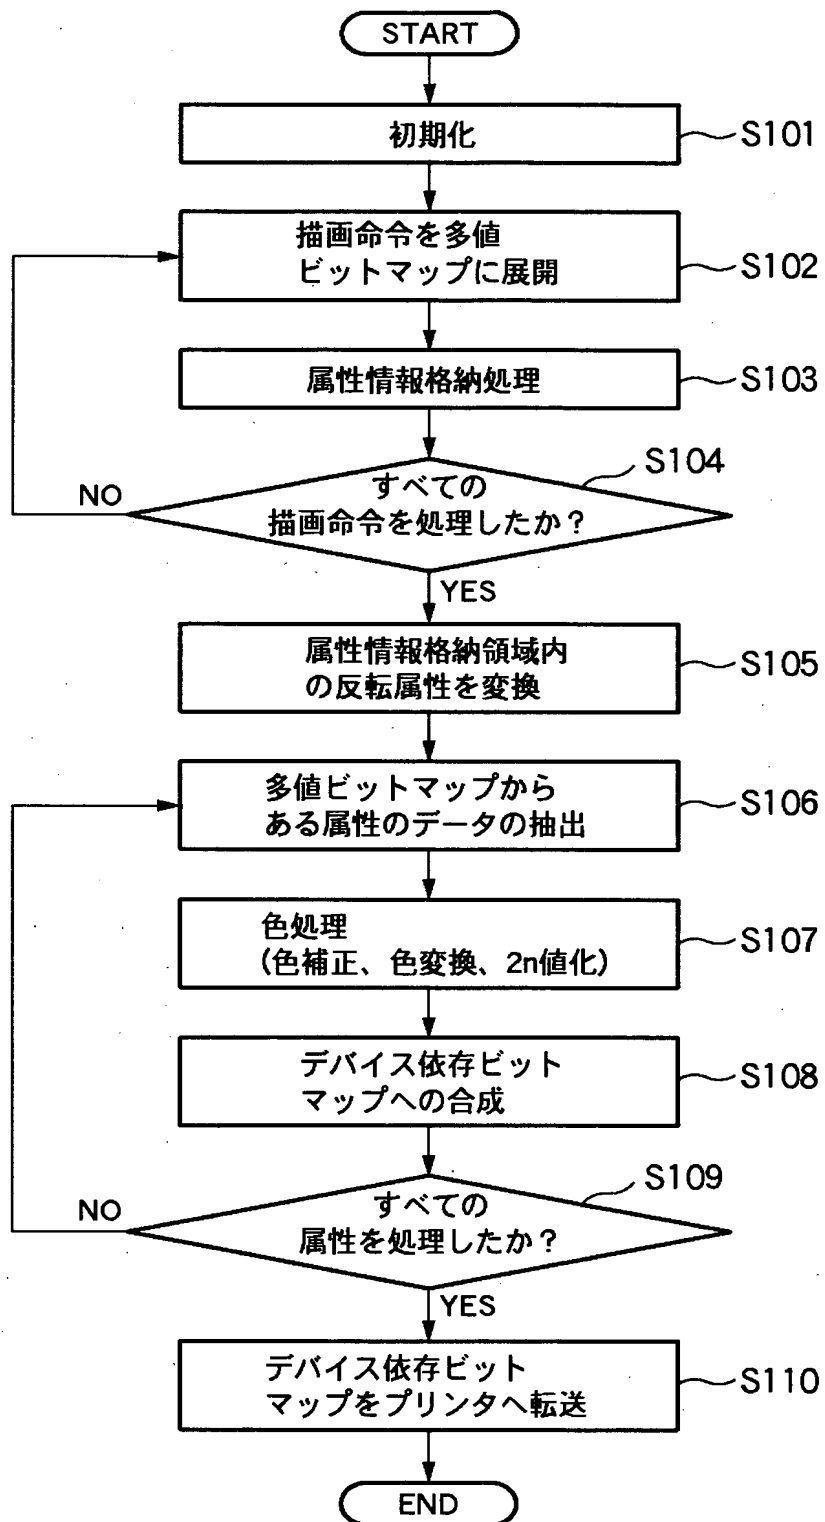 START
初期化
S101
描画命令を多値
ビットマップに展開
S102
属性情報格納処理
S103
S104
すべての
描画命令を処理したか？
NO
YES
属性情報格納領域内
の反転属性を変換
S105
多値ビットマップから
ある属性のデータの抽出
S106
色処理
(色補正、色変換、2n値化)
S107
デバイス依存ビット
マップへの合成
S108
S109
すべての
属性を処理したか？
NO
YES
デバイス依存ビット
マップをプリンタへ転送
S110
END